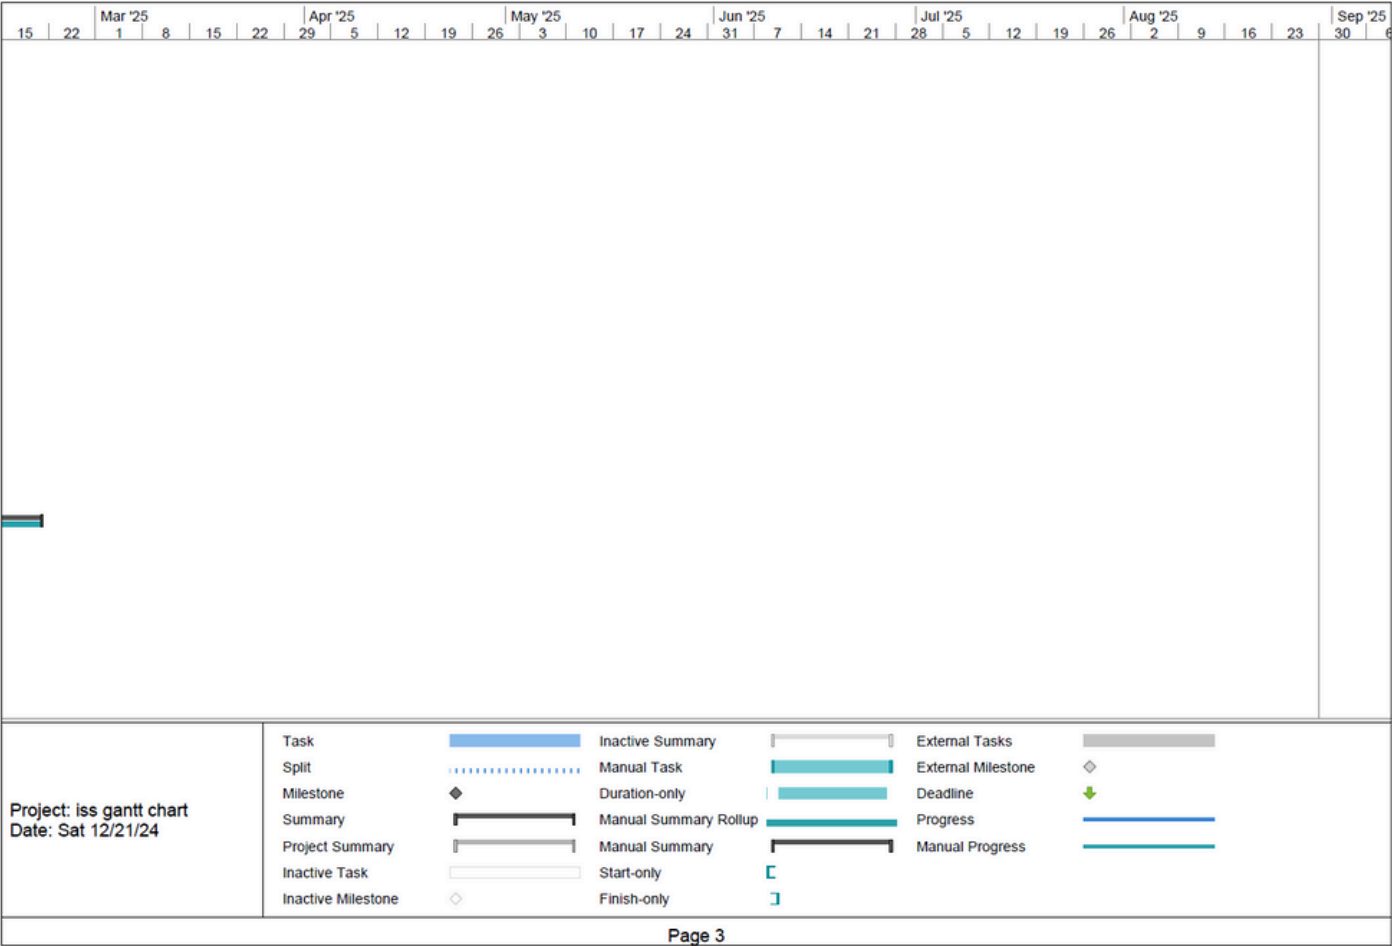 Mar '25 Apr '25 May '25 Jun '25 Jul '25 Aug '25 Sep '25
15 22 1 8 15 22 29 5 12 19 26 3 10 17 24 31 7 14 21 28 5 12 19 26 2 9 16 23 30 6
Task Inactive Summary External Tasks
Split Manual Task External Milestone
Milestone Duration-only Deadline
Summary Manual Summary Rollup Progress
Project Summary Manual Summary Manual Progress
Inactive Task Start-only
Inactive Milestone Finish-only
Project: iss gantt chart
Date: Sat 12/21/24
Page 3